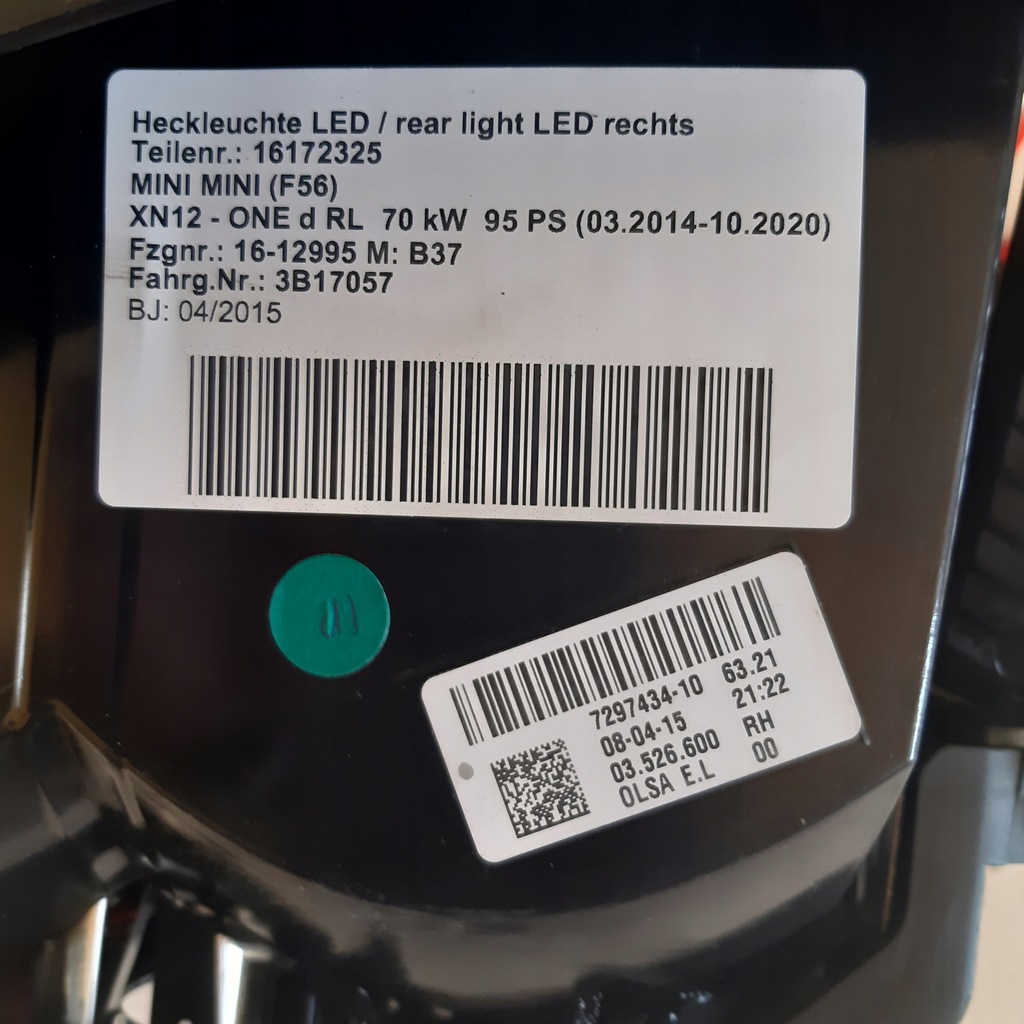 Heckleuchte LED / rear light LED rechts
Teilenr.: 16172325
MINI MINI (F56)
XN12 - ONE d RL 70 kW 95 PS (03.2014-10.2020)
Fzgnr.: 16-12995 M: B37
Fahrg.Nr.: 3B17057
BJ: 04/2015
7297434-10 63.21
08-04-15 21:22
03.526.600 RH
OLSA E.L 00